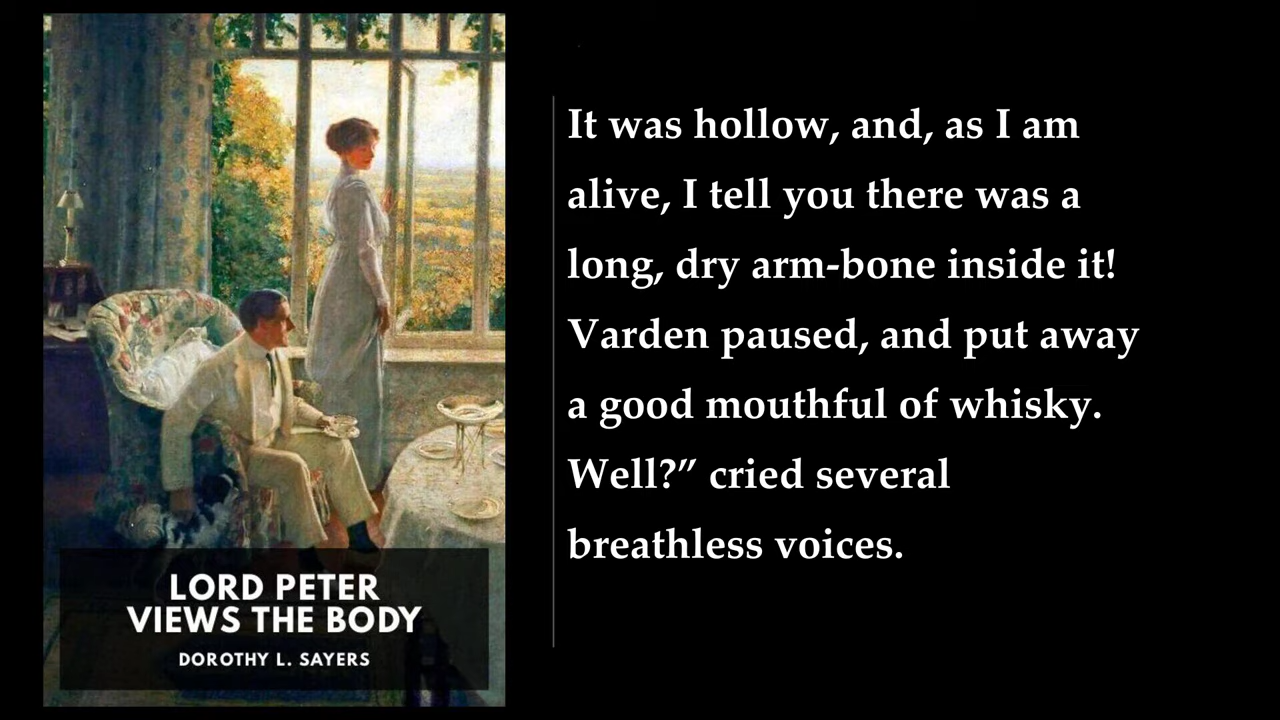 It was hollow, and, as I am
alive, I tell you there was a
long, dry arm-bone inside it!
Varden paused, and put away
a good mouthful of whisky.
Well?” cried several
breathless voices.
LORD PETER
VIEWS THE BODY
DOROTHY L. SAYERS